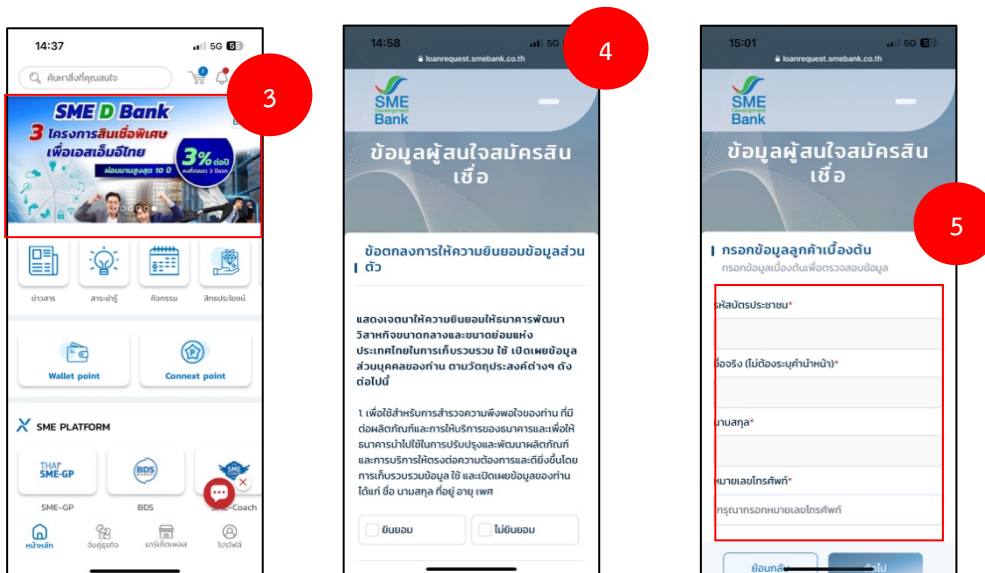 14:37
5G
ค้นหาสิ่งที่คุณสนใจ
3
SME D Bank
3 โครงการสินเชื่อพิเศษ
เพื่อเอสเอ็มอีไทย
3% ต่อปี
ผ่อนนานสูงสุด 10 ปี
ข่าวสาร
สาระน่ารู้
กิจกรรม
สิทธิประโยชน์
Wallet point
Connext point
SME PLATFORM
THAI SME-GP
BDS
SME
SME-GP
BDS
SME-Coach
หน้าหลัก
จับคู่ธุรกิจ
มาร์เก็ตเพลส
โปรไฟล์
14:58
5G
4
loanrequest.smebank.co.th
SME
Development
Bank
ข้อมูลผู้สนใจสมัครสิน
เชื่อ
ข้อตกลงการให้ความยินยอมข้อมูลส่วน
ตัว
แสดงเจตนาให้ความยินยอมให้ธนาคารพัฒนา
วิสาหกิจขนาดกลางและขนาดย่อมแห่ง
ประเทศไทยในการเก็บรวบรวม ใช้ เปิดเผยข้อมูล
ส่วนบุคคลของท่าน ตามวัตถุประสงค์ต่างๆ ดัง
ต่อไปนี้
1. เพื่อใช้สำหรับการสำรวจความพึงพอใจของท่าน ที่มี
ต่อผลิตภัณฑ์และการให้บริการของธนาคารและเพื่อให้
ธนาคารนำไปใช้ในการปรับปรุงและพัฒนาผลิตภัณฑ์
และการบริการให้ตรงต่อความต้องการและดียิ่งขึ้นโดย
การเก็บรวบรวมข้อมูล ใช้ และเปิดเผยข้อมูลของท่าน
ได้แก่ ชื่อ นามสกุล ที่อยู่ อายุ เพศ
ยินยอม
ไม่ยินยอม
15:01
5G
loanrequest.smebank.co.th
SME
Development
Bank
ข้อมูลผู้สนใจสมัครสิน
เชื่อ
5
กรอกข้อมูลลูกค้าเบื้องต้น
กรอกข้อมูลเบื้องต้นเพื่อตรวจสอบข้อมูล
รหัสบัตรประชาชน*
ชื่อจริง (ไม่ต้องระบุคำนำหน้า)*
นามสกุล*
หมายเลขโทรศัพท์*
กรุณากรอกหมายเลขโทรศัพท์
ย้อนกลับ
ถัดไป